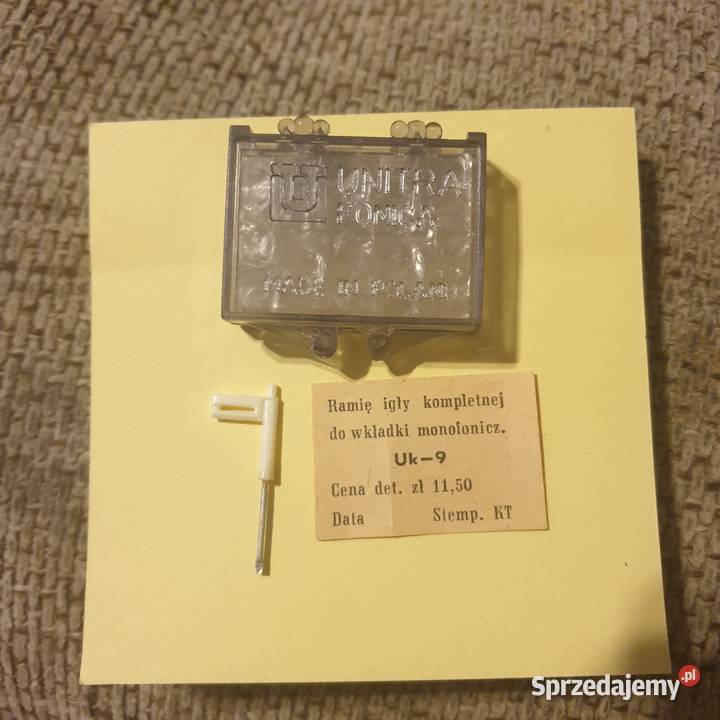 UNITRA
FONICA
MADE IN POLAND
Ramię igły kompletnej
do wkładki monofonicz.
Uk-9
Cena det. zł 11,50
Data Stemp. KT
Sprzedajemy.pl